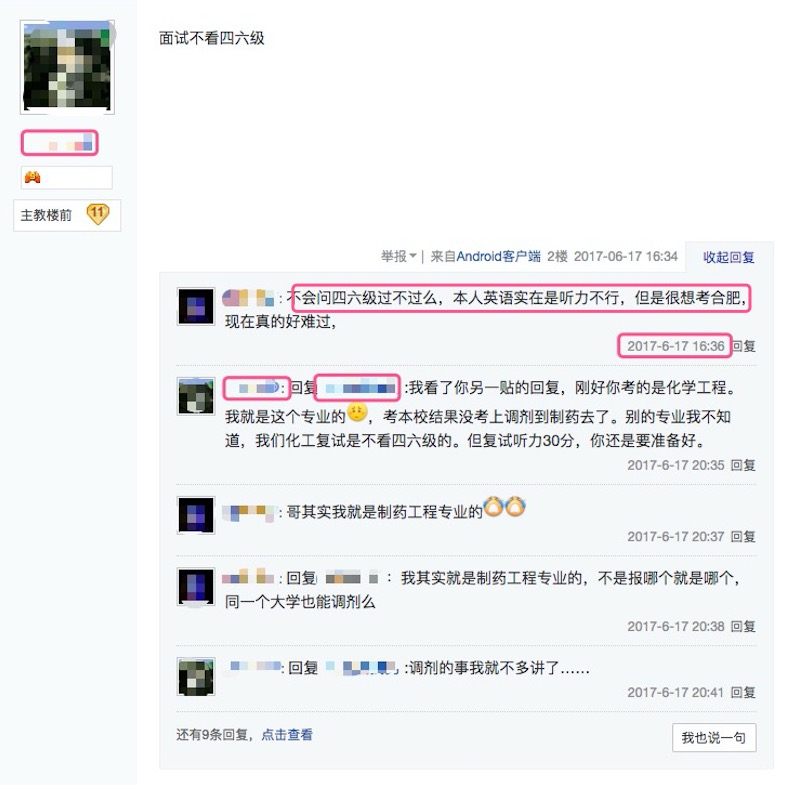 面试不看四六级
11
主教楼前
举报 | 来自Android客户端 2楼 2017-06-17 16:34 收起回复
: 不会问四六级过不过么，本人英语实在是听力不行，但是很想考合肥，
现在真的好难过，
2017-6-17 16:36 回复
: 回复 :我看了你另一贴的回复，刚好你考的是化学工程。
我就是这个专业的，考本校结果没考上调剂到制药去了。别的专业我不知
道，我们化工复试是不看四六级的。但复试听力30分，你还是要准备好。
2017-6-17 20:35 回复
: 哥其实我就是制药工程专业的
2017-6-17 20:37 回复
: 回复 ： 我其实就是制药工程专业的，不是报哪个就是哪个，
同一个大学也能调剂么
2017-6-17 20:38 回复
: 回复 :调剂的事我就不多讲了……
2017-6-17 20:41 回复
还有9条回复，点击查看
我也说一句